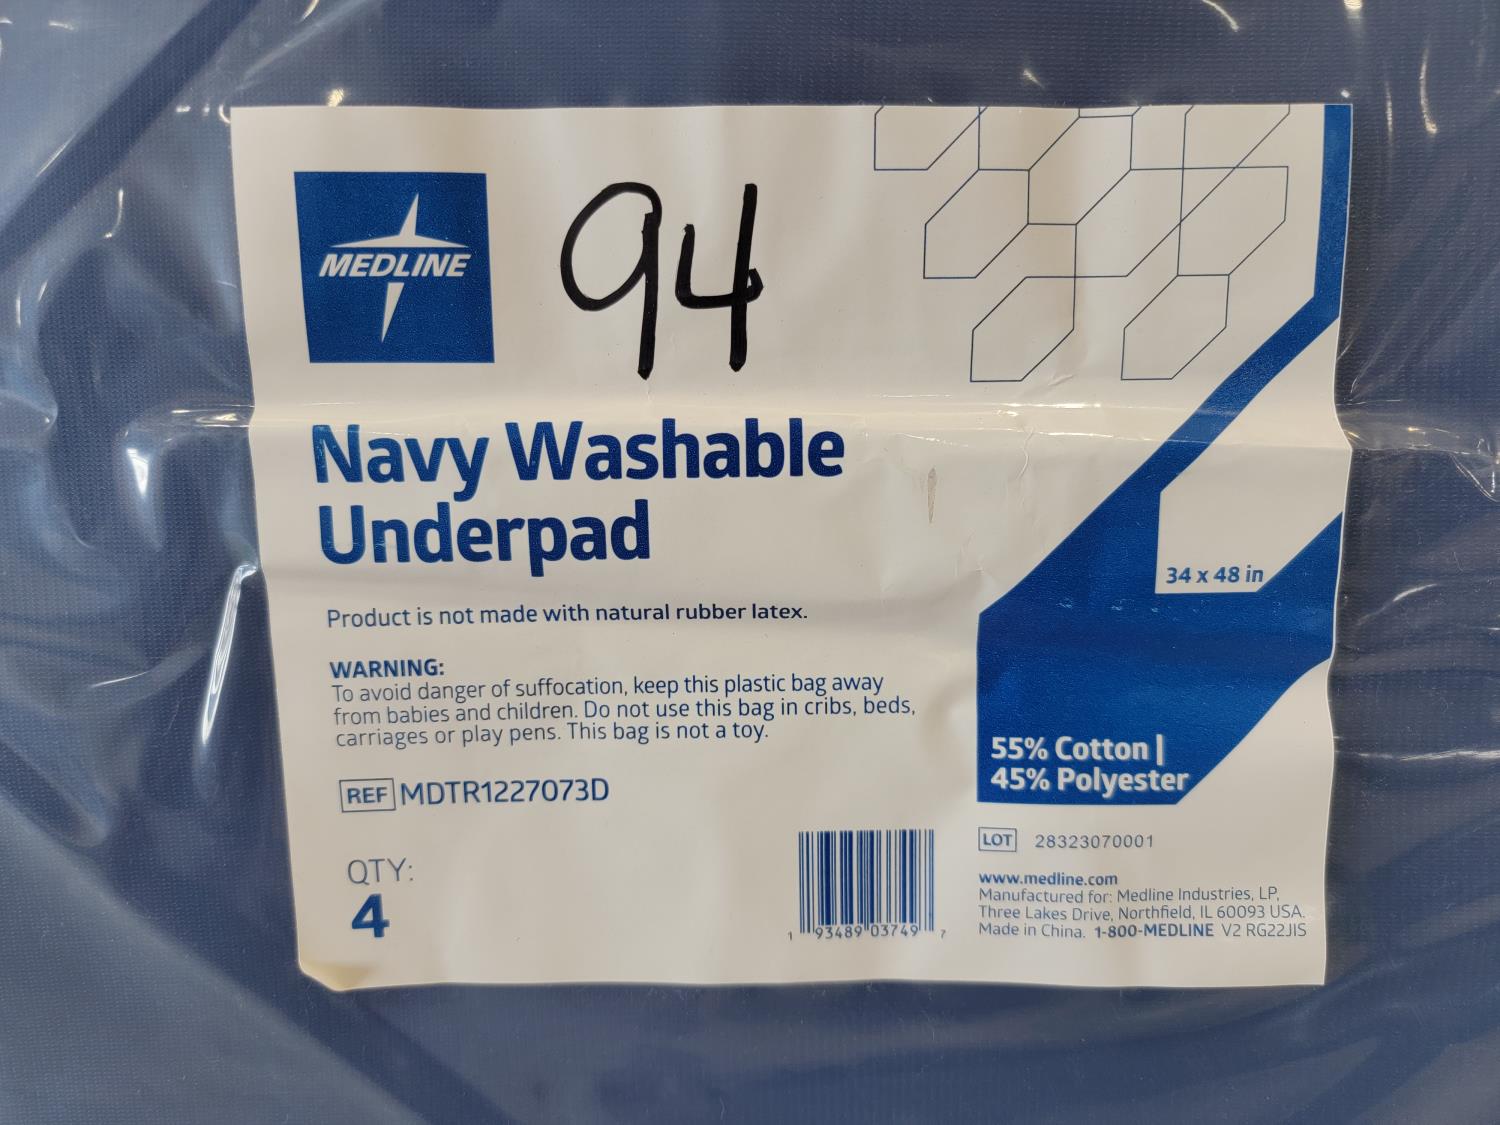 MEDLINE
94
Navy Washable
Underpad
34 x 48 in
Product is not made with natural rubber latex.
WARNING:
To avoid danger of suffocation, keep this plastic bag away
from babies and children. Do not use this bag in cribs, beds,
carriages or play pens. This bag is not a toy.
55% Cotton |
45% Polyester
REF MDTR1227073D
QTY:
4
1 93489 03749 7
LOT 28323070001
www.medline.com
Manufactured for: Medline Industries, LP,
Three Lakes Drive, Northfield, IL 60093 USA.
Made in China. 1-800-MEDLINE V2 RG22JIS